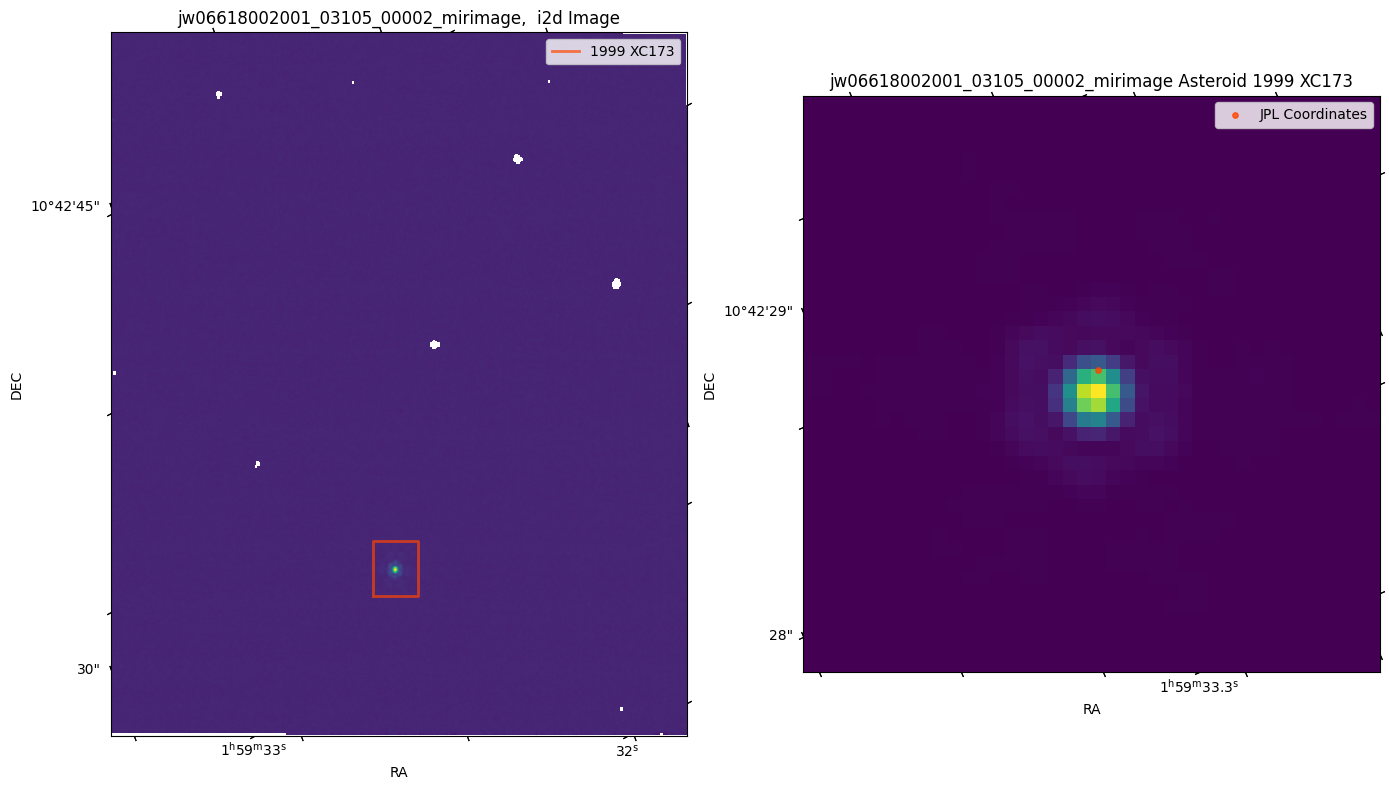 jw06618002001_03105_00002_mirimage,  i2d Image
1999 XC173
10°42'45"
30"
DEC
1ʰ59ᵐ33ˢ
32ˢ
RA
jw06618002001_03105_00002_mirimage Asteroid 1999 XC173
JPL Coordinates
10°42'29"
28"
DEC
1ʰ59ᵐ33.3ˢ
RA